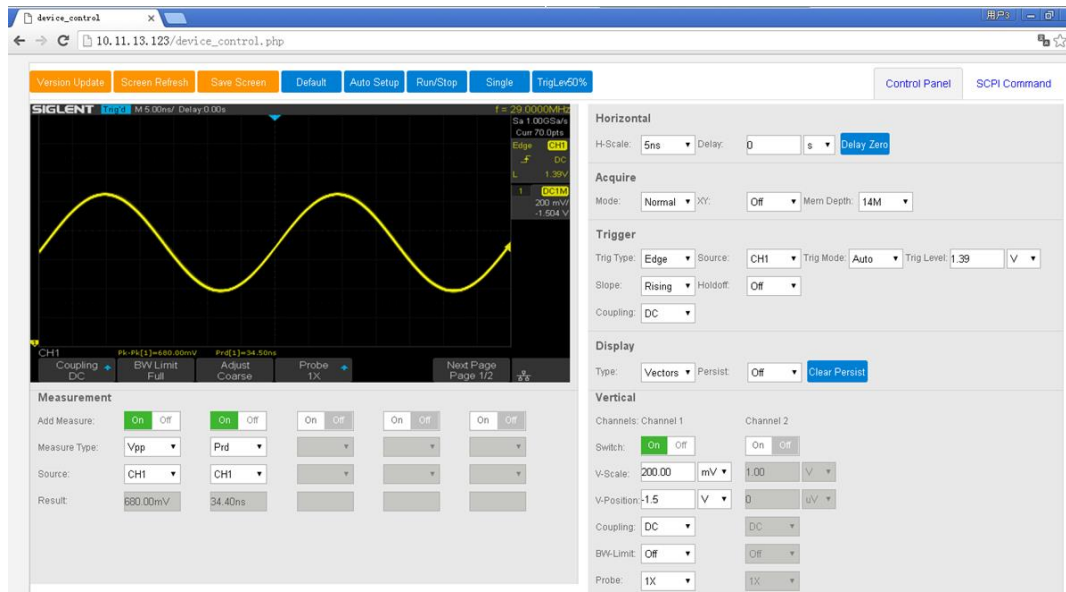 device_control
用户3
10.11.13.123/device_control.php
Version Update Screen Refresh Save Screen Default Auto Setup Run/Stop Single TrigLev50% Control Panel SCPI Command
SIGLENT Trig'd M 5.00ns/ Delay:0.00s f = 29.0000MHz
Sa 1.00GSa/s
Curr 70.0pts
Edge CH1
DC
L 1.39V
1 DC1M
200 mV/
-1.504 V
CH1 Pk-Pk[1]=680.00mV Prd[1]=34.50ns
Coupling DC BW Limit Full Adjust Coarse Probe 1X Next Page Page 1/2
Measurement
Add Measure: On Off On Off On Off On Off On Off
Measure Type: Vpp Prd
Source: CH1 CH1
Result: 680.00mV 34.40ns
Horizontal
H-Scale: 5ns Delay: 0 s Delay Zero
Acquire
Mode: Normal XY: Off Mem Depth: 14M
Trigger
Trig Type: Edge Source: CH1 Trig Mode: Auto Trig Level: 1.39 V
Slope: Rising Holdoff: Off
Coupling: DC
Display
Type: Vectors Persist: Off Clear Persist
Vertical
Channels: Channel 1 Channel 2
Switch: On Off On Off
V-Scale: 200.00 mV 1.00 V
V-Position: -1.5 V 0 uV
Coupling: DC DC
BW-Limit: Off Off
Probe: 1X 1X